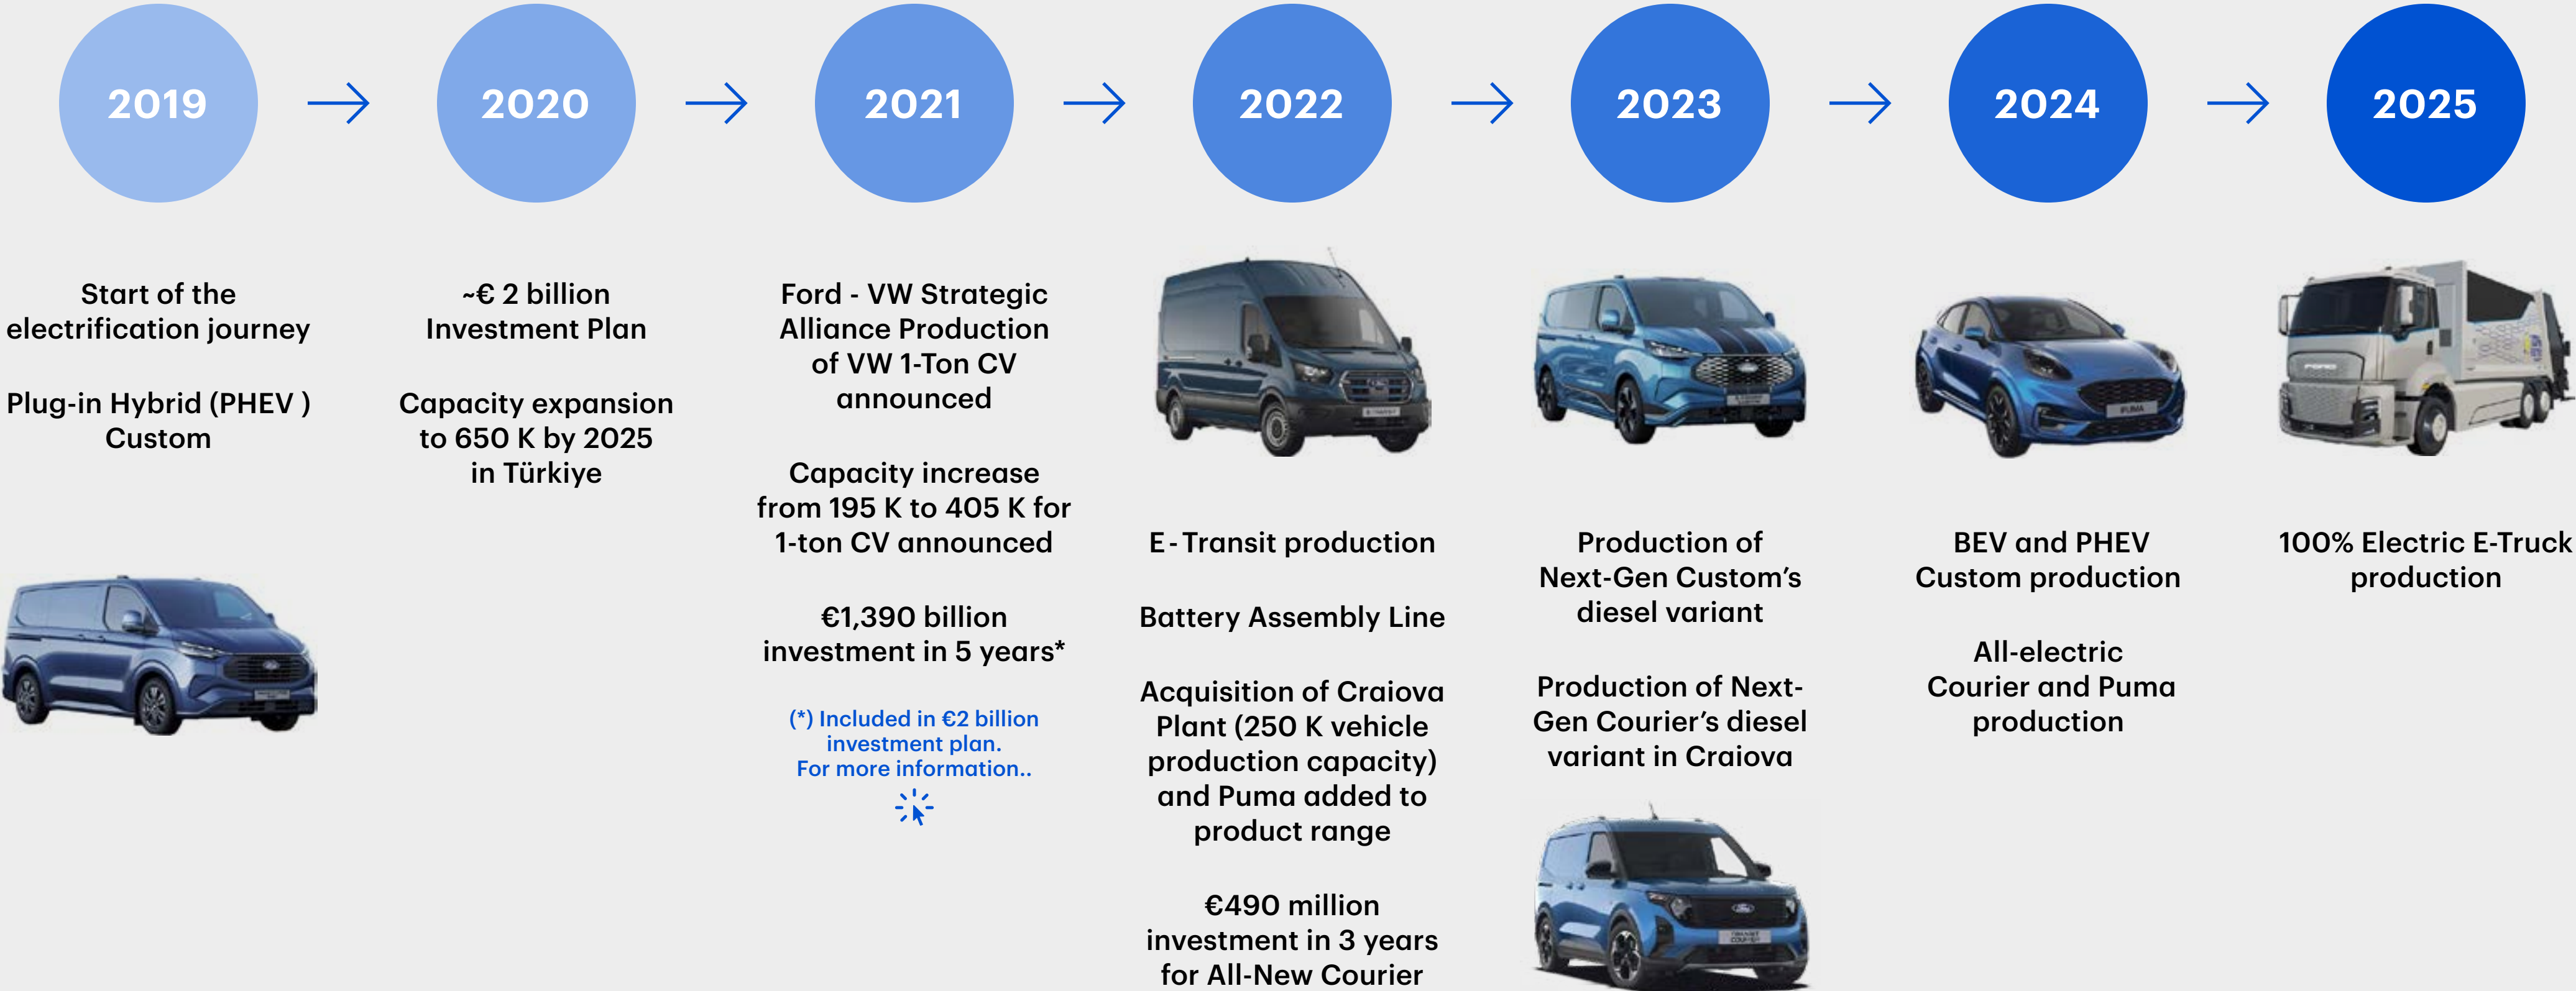 2019
2020
2021
2022
2023
2024
2025
Start of the
electrification journey
Plug-in Hybrid (PHEV )
Custom
~€ 2 billion
Investment Plan
Capacity expansion
to 650 K by 2025
in Türkiye
Ford - VW Strategic
Alliance Production
of VW 1-Ton CV
announced
Capacity increase
from 195 K to 405 K for
1-ton CV announced
€1,390 billion
investment in 5 years*
(*) Included in €2 billion
investment plan.
For more information..
E-Transit production
Battery Assembly Line
Acquisition of Craiova
Plant (250 K vehicle
production capacity)
and Puma added to
product range
€490 million
investment in 3 years
for All-New Courier
Production of
Next-Gen Custom’s
diesel variant
Production of Next-
Gen Courier’s diesel
variant in Craiova
TRANSIT
COURIER
PUMA
BEV and PHEV
Custom production
All-electric
Courier and Puma
production
FORD
100% Electric E-Truck
production